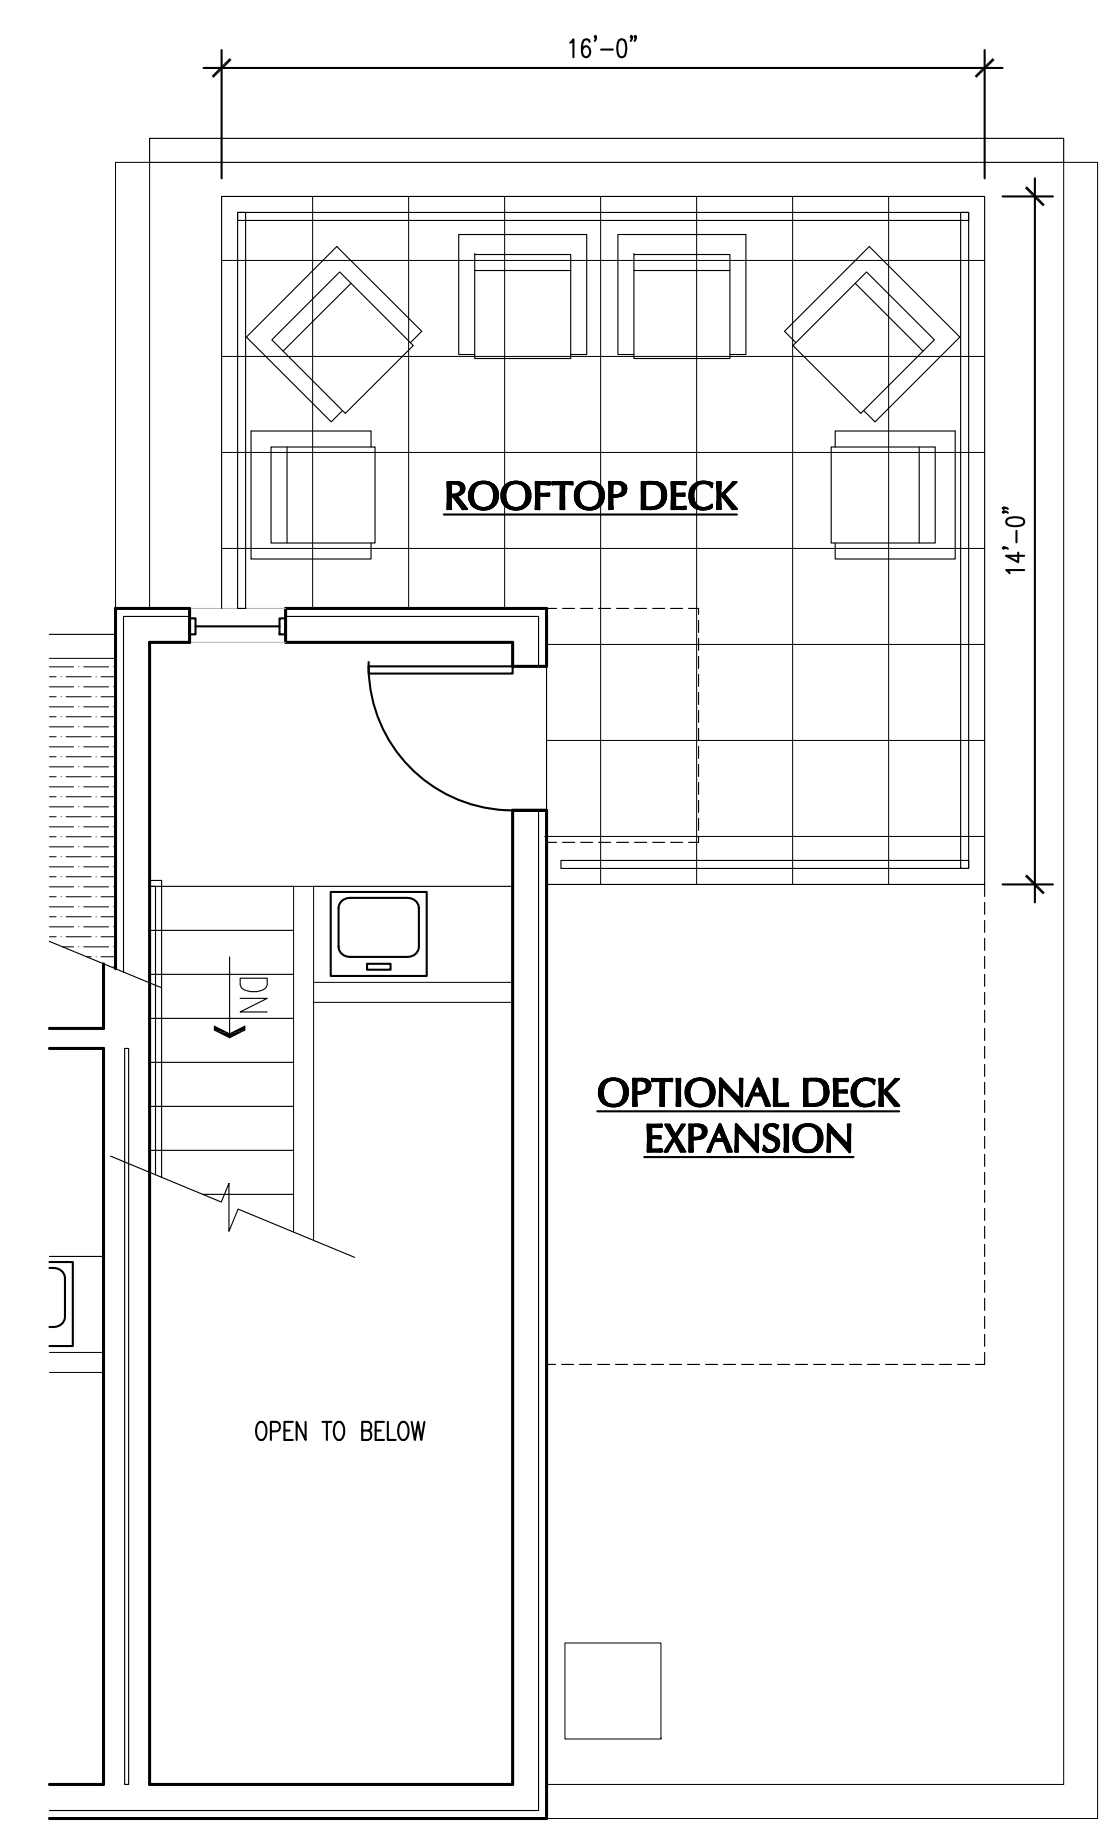 16'-0"
ROOFTOP DECK
14'-0"
DN
OPTIONAL DECK
EXPANSION
OPEN TO BELOW